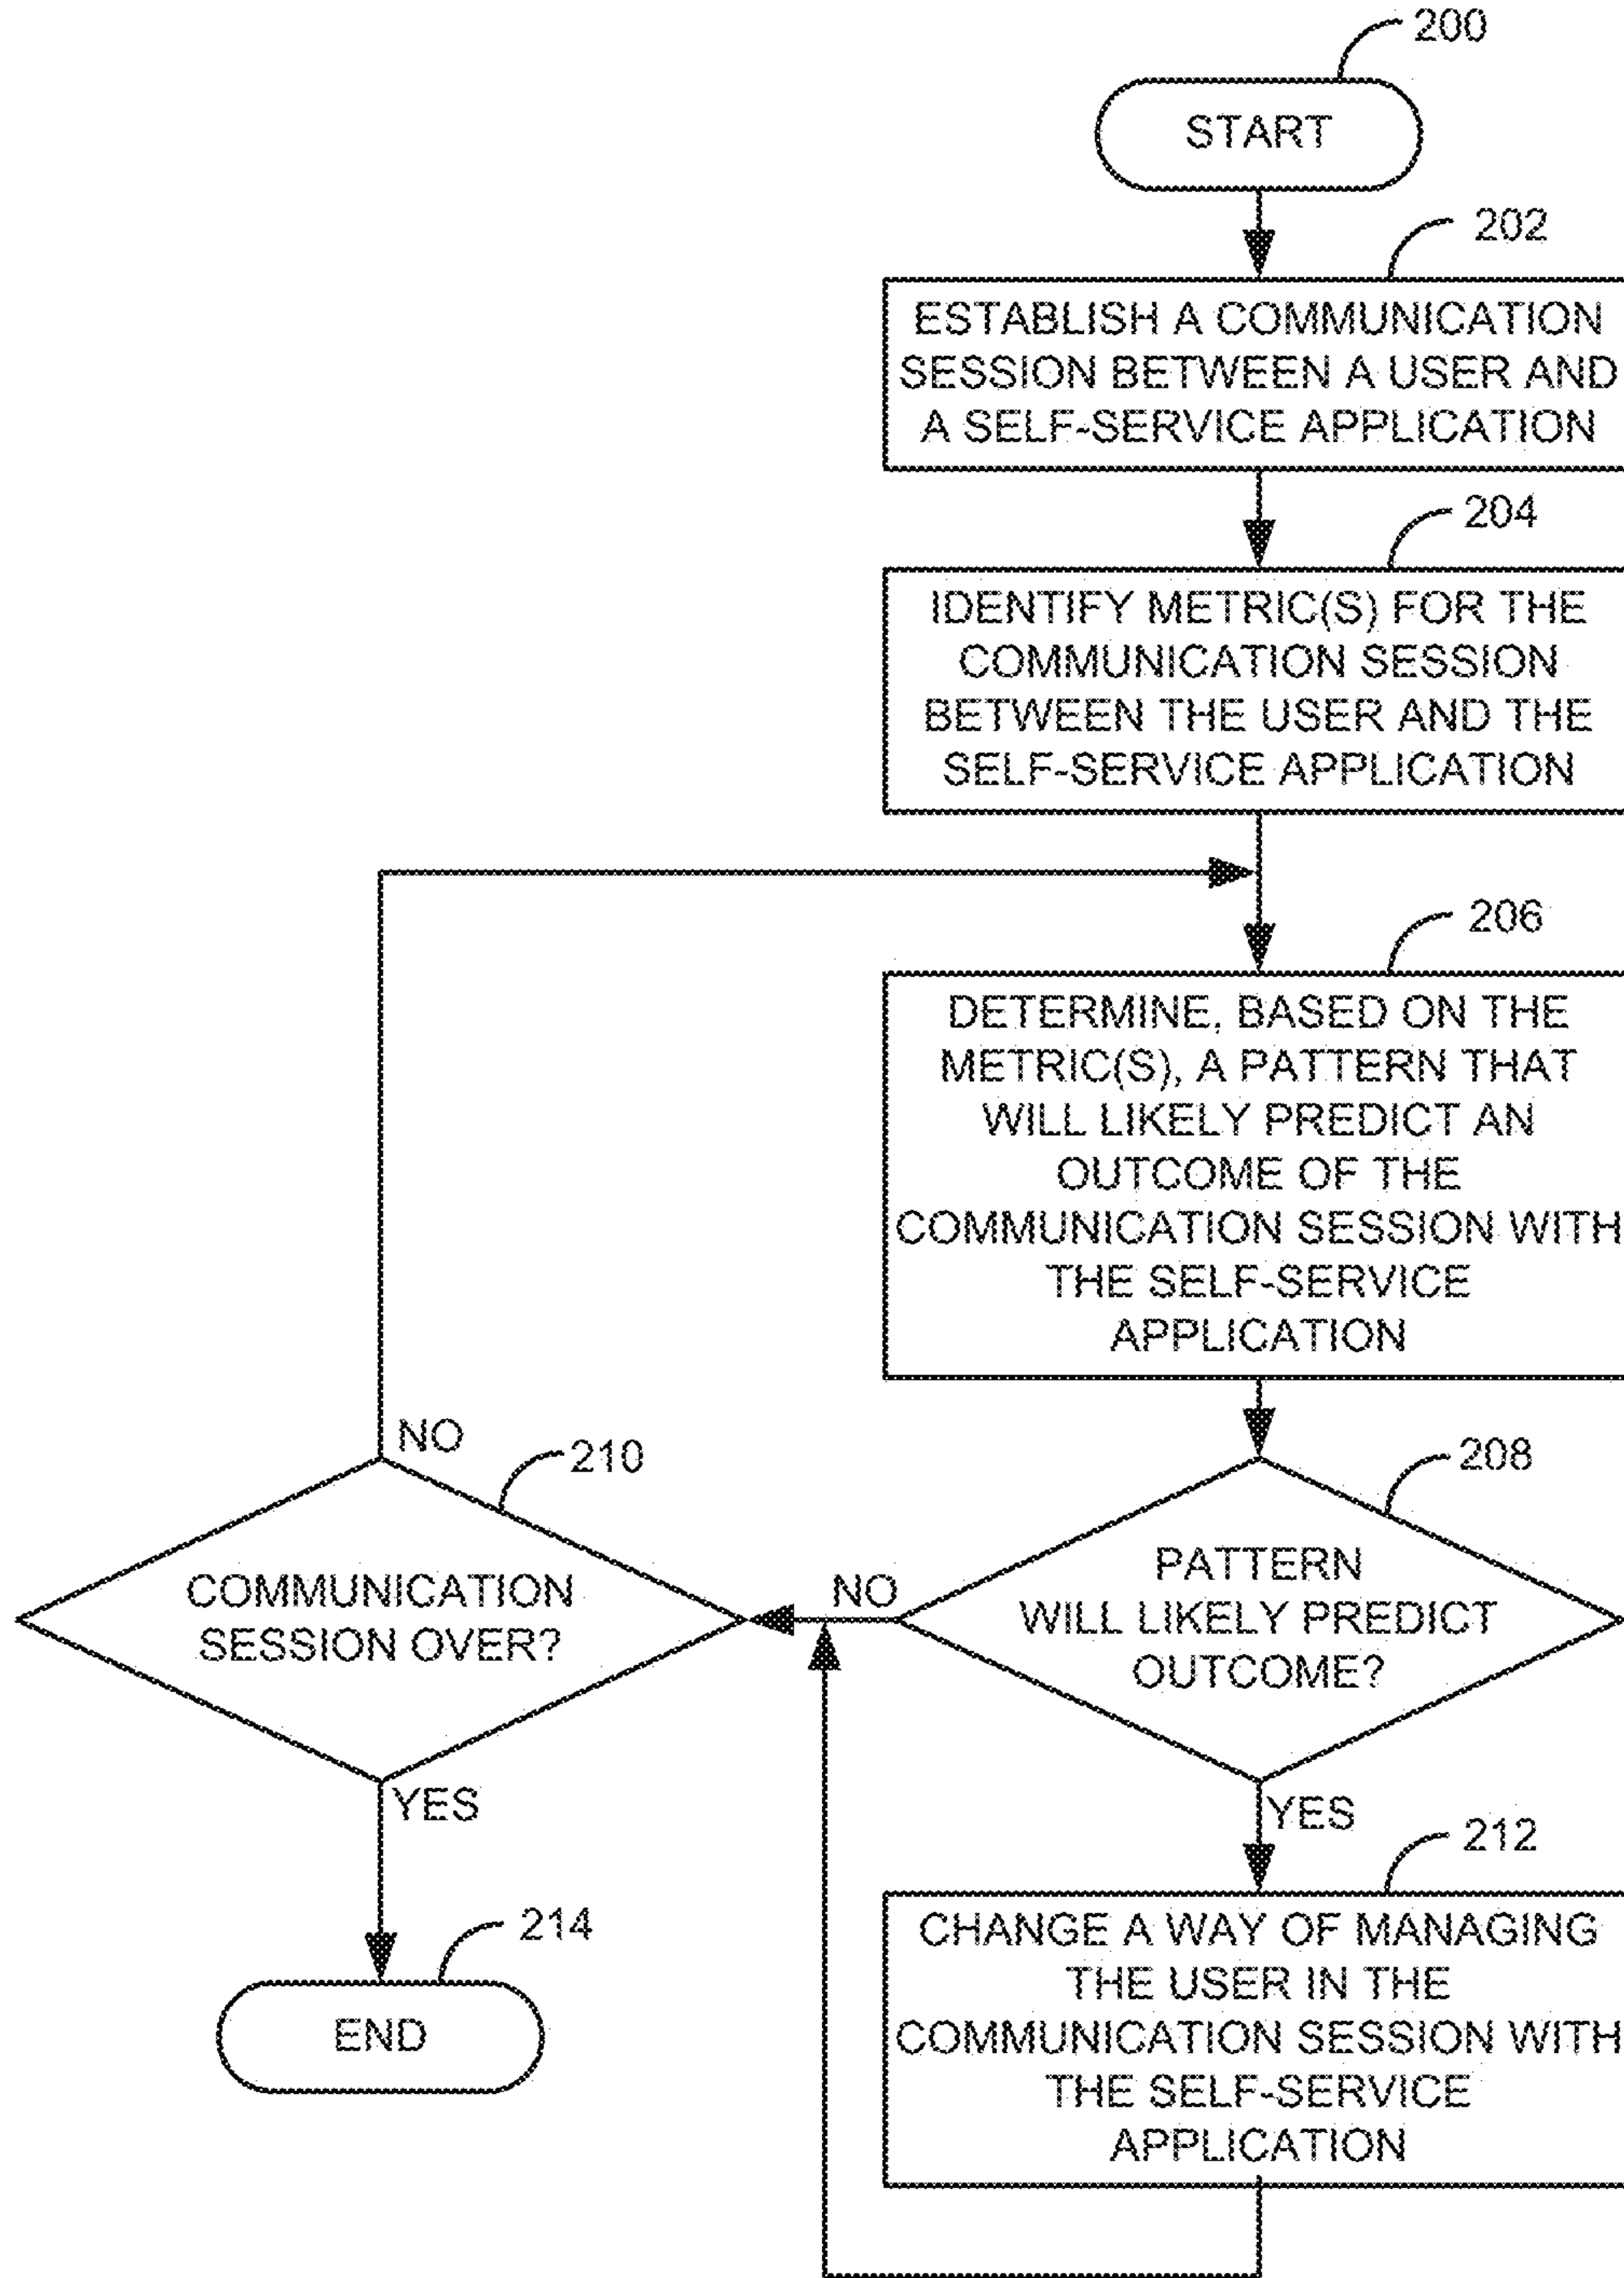 200
START
202
ESTABLISH A COMMUNICATION
SESSION BETWEEN A USER AND
A SELF-SERVICE APPLICATION
204
IDENTIFY METRIC(S) FOR THE
COMMUNICATION SESSION
BETWEEN THE USER AND THE
SELF-SERVICE APPLICATION
206
DETERMINE, BASED ON THE
METRIC(S), A PATTERN THAT
WILL LIKELY PREDICT AN
OUTCOME OF THE
COMMUNICATION SESSION WITH
THE SELF-SERVICE
APPLICATION
NO
210
COMMUNICATION
SESSION OVER?
YES
NO
208
PATTERN
WILL LIKELY PREDICT
OUTCOME?
YES
212
CHANGE A WAY OF MANAGING
THE USER IN THE
COMMUNICATION SESSION WITH
THE SELF-SERVICE
APPLICATION
214
END